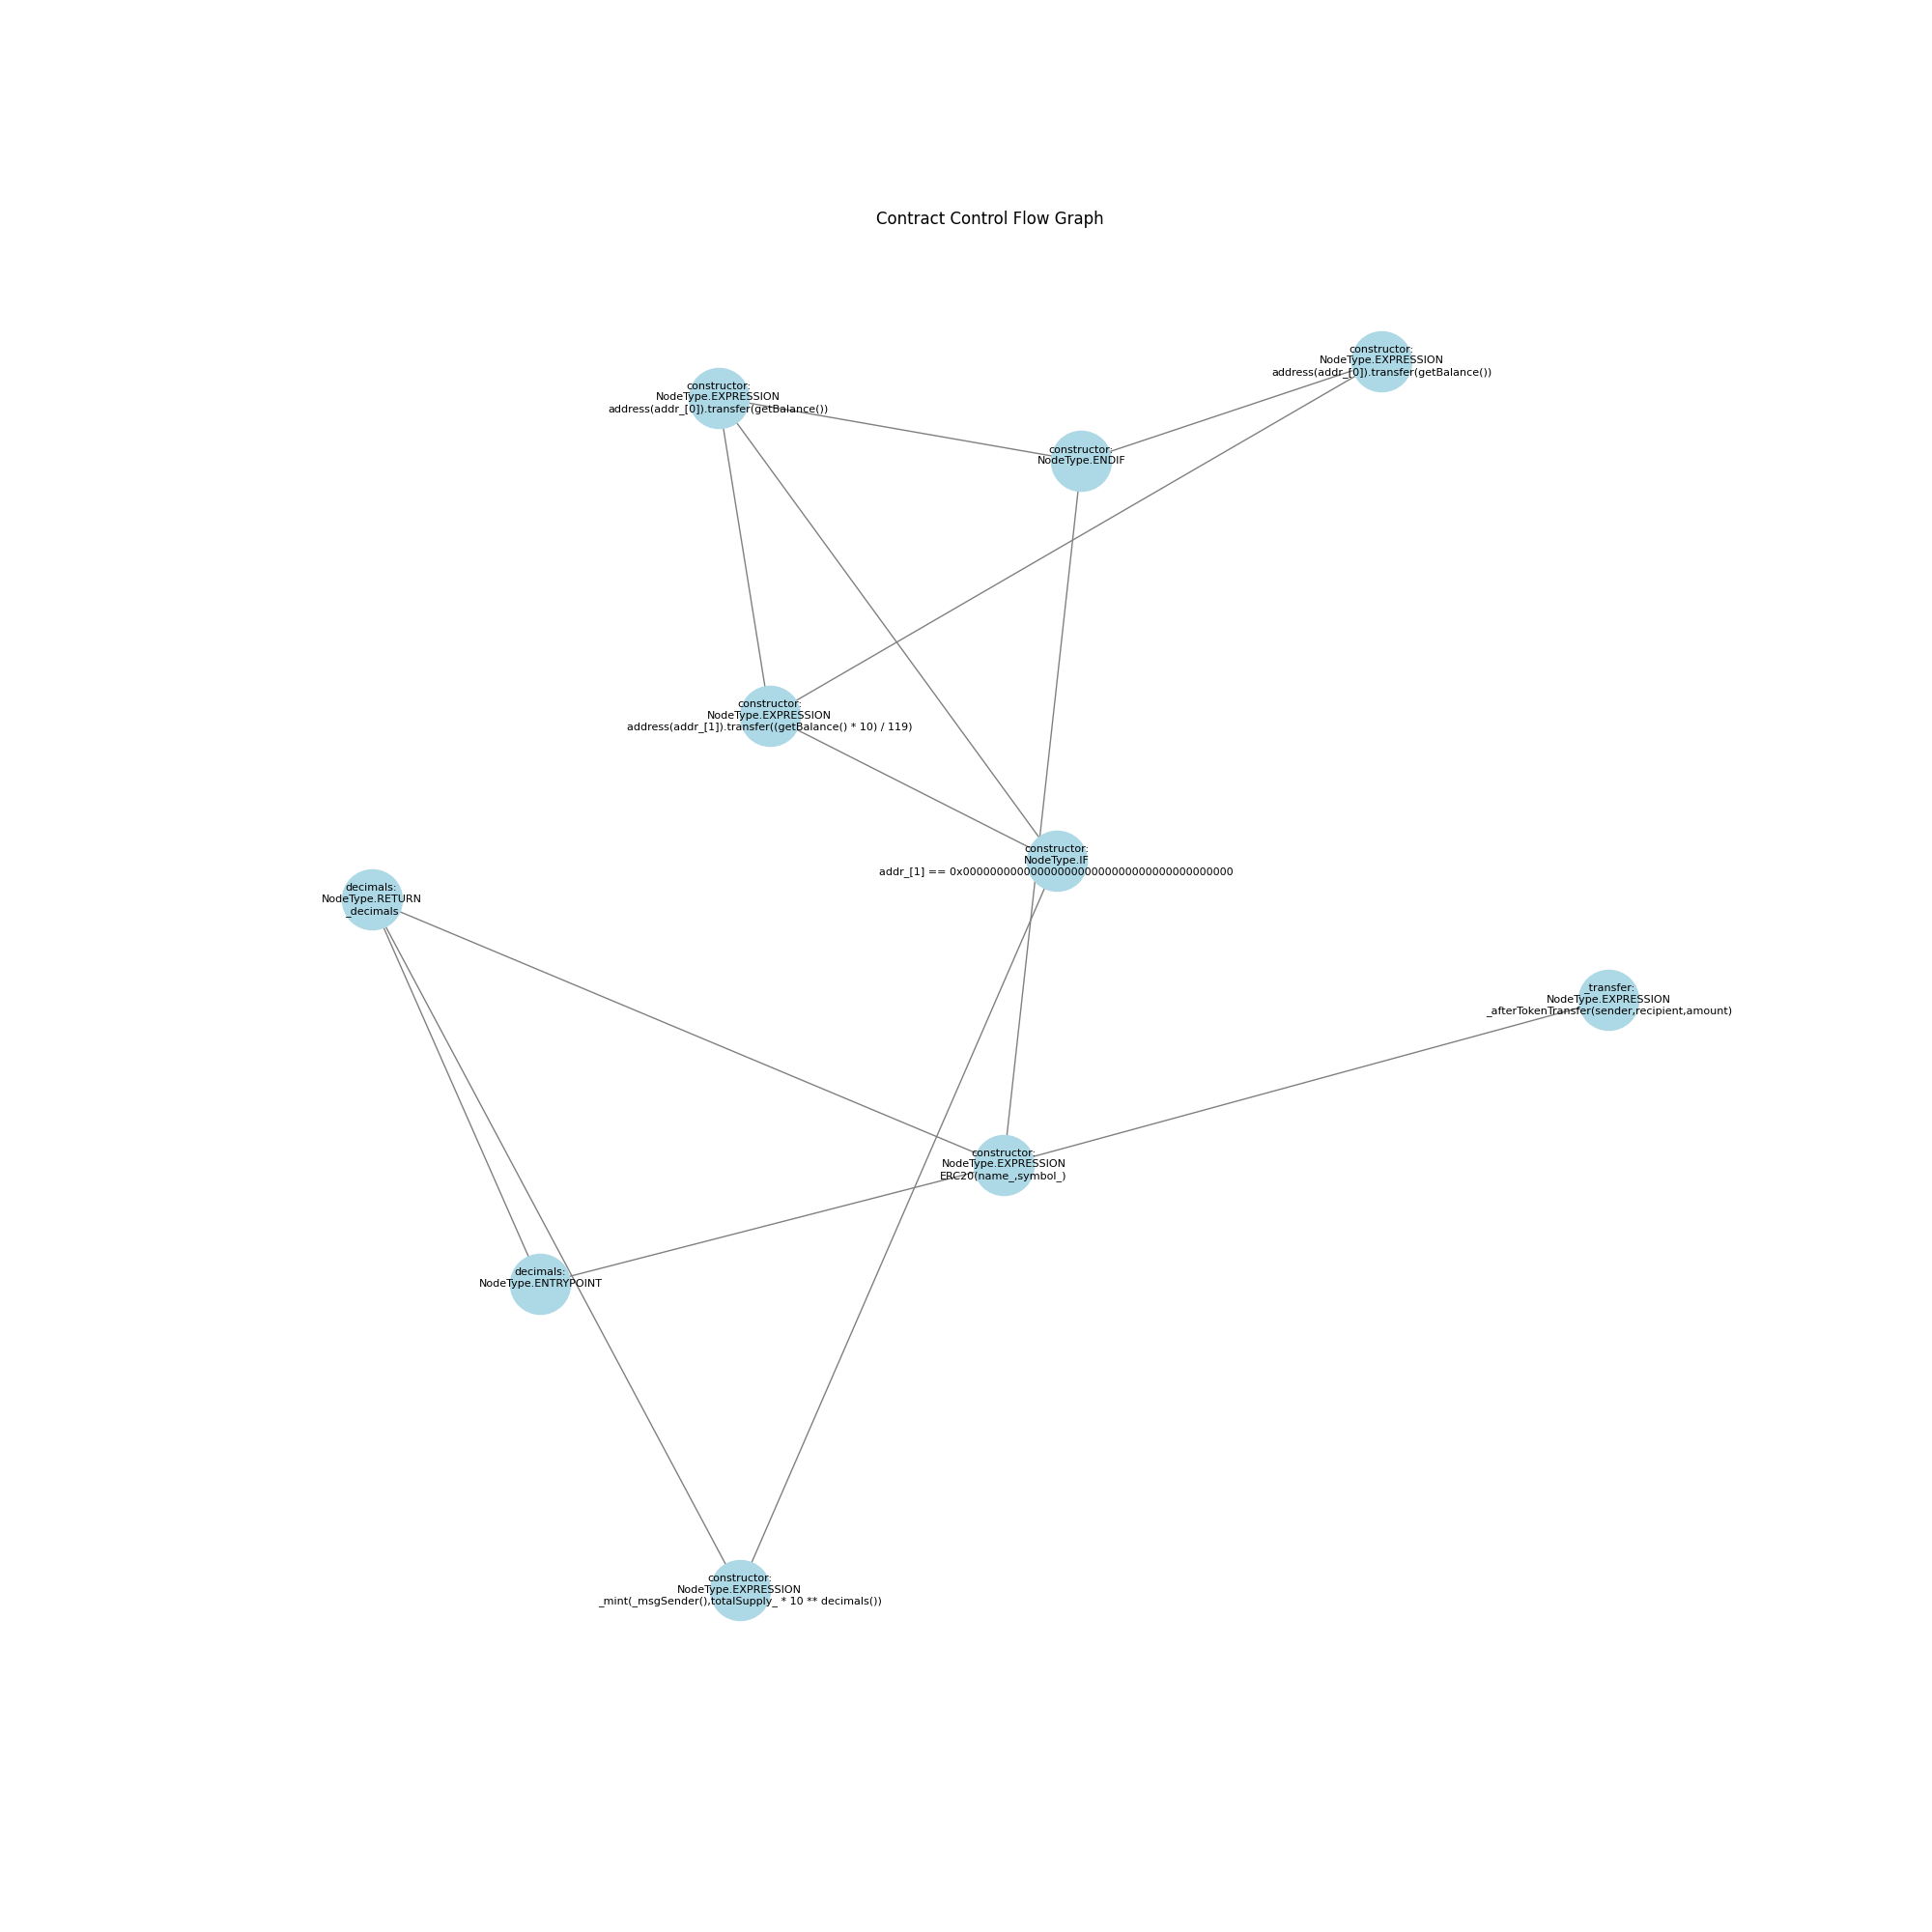 Contract Control Flow Graph
constructor:
NodeType.EXPRESSION
address(addr_[0]).transfer(getBalance())
constructor:
NodeType.EXPRESSION
address(addr_[0]).transfer(getBalance())
constructor:
NodeType.ENDIF
constructor:
NodeType.EXPRESSION
address(addr_[1]).transfer((getBalance() * 10) / 119)
constructor:
NodeType.IF
addr_[1] == 0x0000000000000000000000000000000000000000
decimals:
NodeType.RETURN
_decimals
_transfer:
NodeType.EXPRESSION
_afterTokenTransfer(sender,recipient,amount)
constructor:
NodeType.EXPRESSION
ERC20(name_,symbol_)
decimals:
NodeType.ENTRYPOINT
constructor:
NodeType.EXPRESSION
_mint(_msgSender(),totalSupply_ * 10 ** decimals())